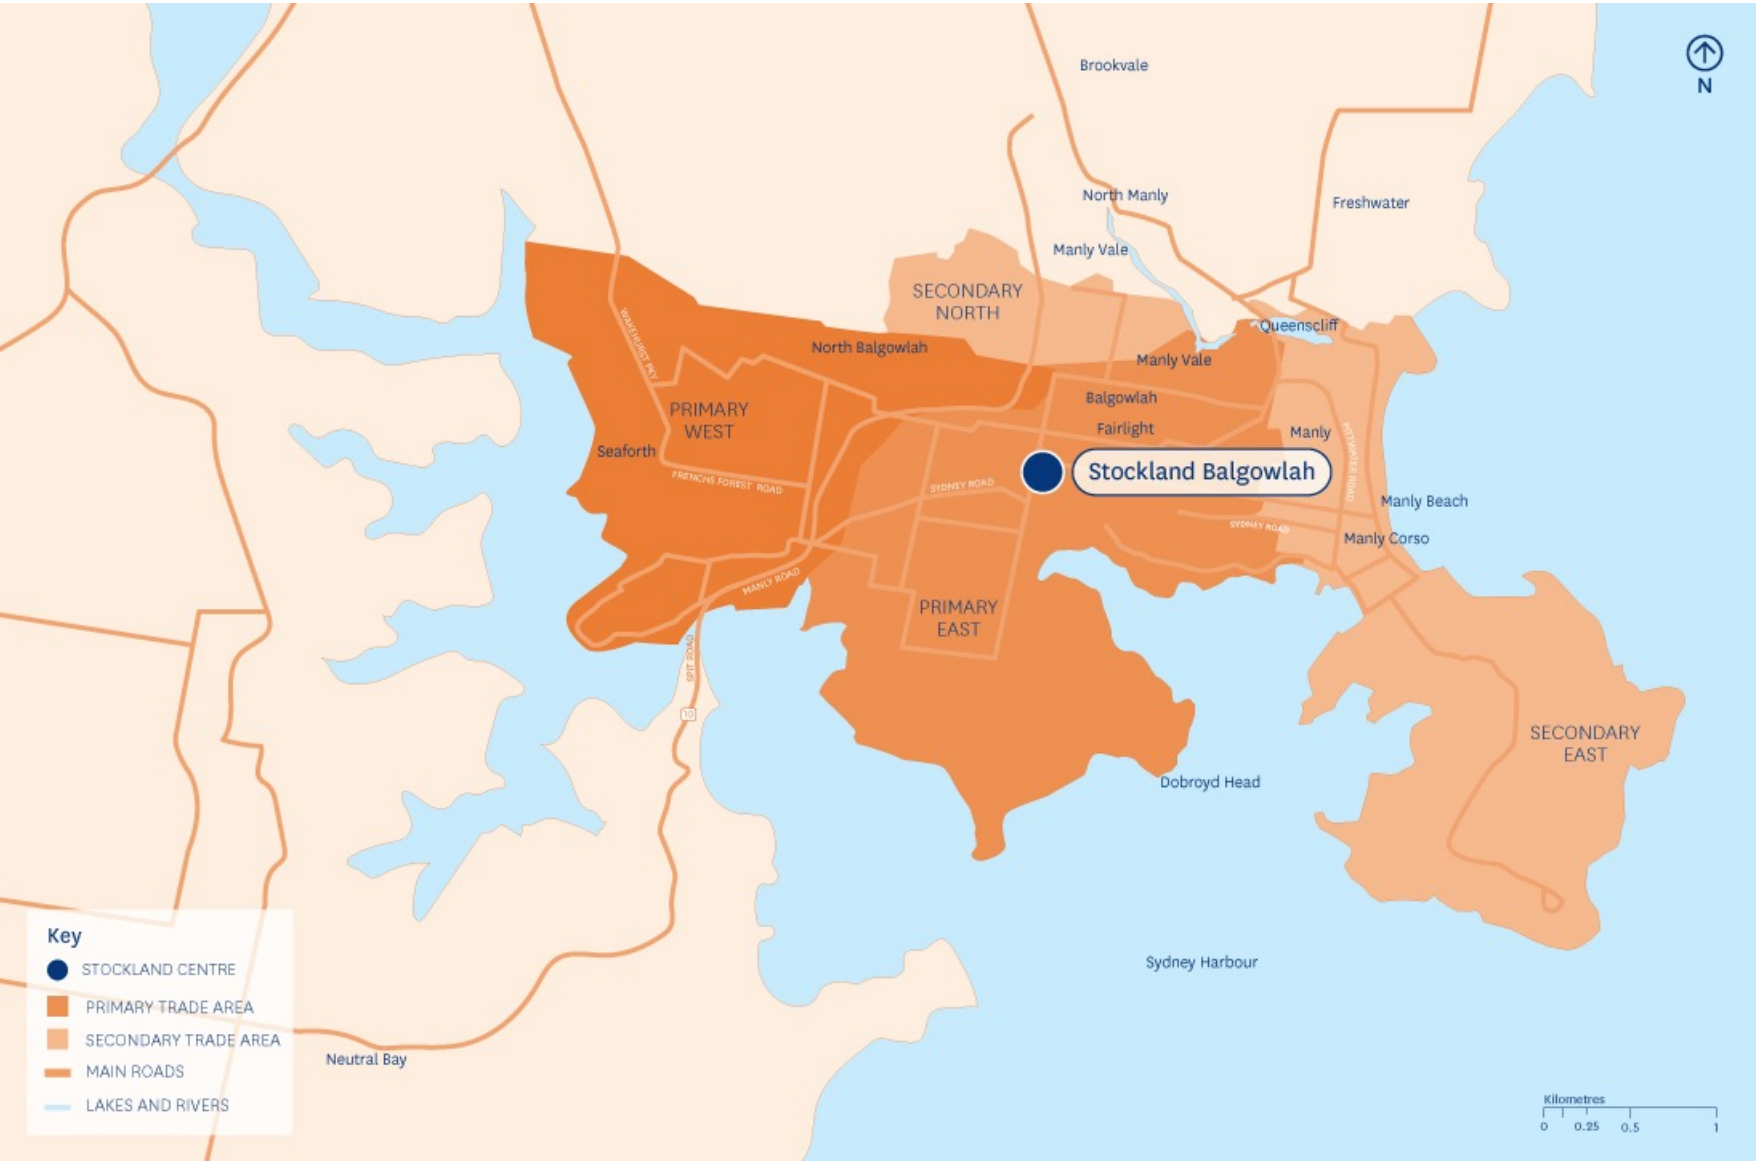 Brookvale
N
North Manly
Freshwater
Manly Vale
SECONDARY
NORTH
Queenscliff
WAKEHURST PKY
North Balgowlah
Manly Vale
Balgowlah
PRIMARY
WEST
Fairlight
Manly
PITTWATER ROAD
Seaforth
Stockland Balgowlah
FRENCHS FOREST ROAD
SYDNEY ROAD
Manly Beach
SYDNEY ROAD
Manly Corso
MANLY ROAD
PRIMARY
EAST
SPIT ROAD
10
SECONDARY
EAST
Dobroyd Head
Sydney Harbour
Key
STOCKLAND CENTRE
PRIMARY TRADE AREA
SECONDARY TRADE AREA
MAIN ROADS
LAKES AND RIVERS
Neutral Bay
Kilometres
0 0.25 0.5 1